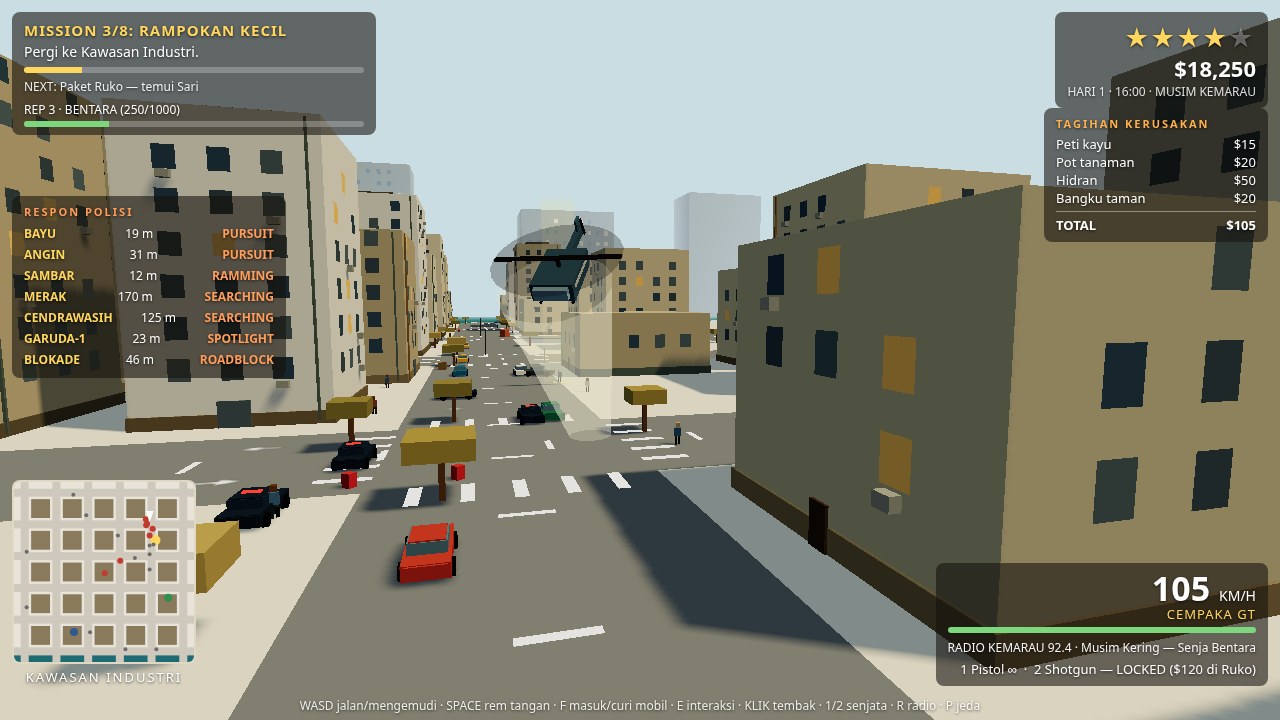 MISSION 3/8: RAMPOKAN KECIL
Pergi ke Kawasan Industri.
NEXT: Paket Ruko — temui Sari
REP 3 · BENTARA (250/1000)
★★★★★
$18,250
HARI 1 · 16:00 · MUSIM KEMARAU
TAGIHAN KERUSAKAN
Peti kayu $15
Pot tanaman $20
Hidran $50
Bangku taman $20
TOTAL $105
RESPON POLISI
BAYU 19 m PURSUIT
ANGIN 31 m PURSUIT
SAMBAR 12 m RAMMING
MERAK 170 m SEARCHING
CENDRAWASIH 125 m SEARCHING
GARUDA-1 23 m SPOTLIGHT
BLOKADE 46 m ROADBLOCK
KAWASAN INDUSTRI
105 KM/H
CEMPAKA GT
RADIO KEMARAU 92.4 · Musim Kering — Senja Bentara
1 Pistol ∞ · 2 Shotgun — LOCKED ($120 di Ruko)
WASD jalan/mengemudi · SPACE rem tangan · F masuk/curi mobil · E interaksi · KLIK tembak · 1/2 senjata · R radio · P jeda